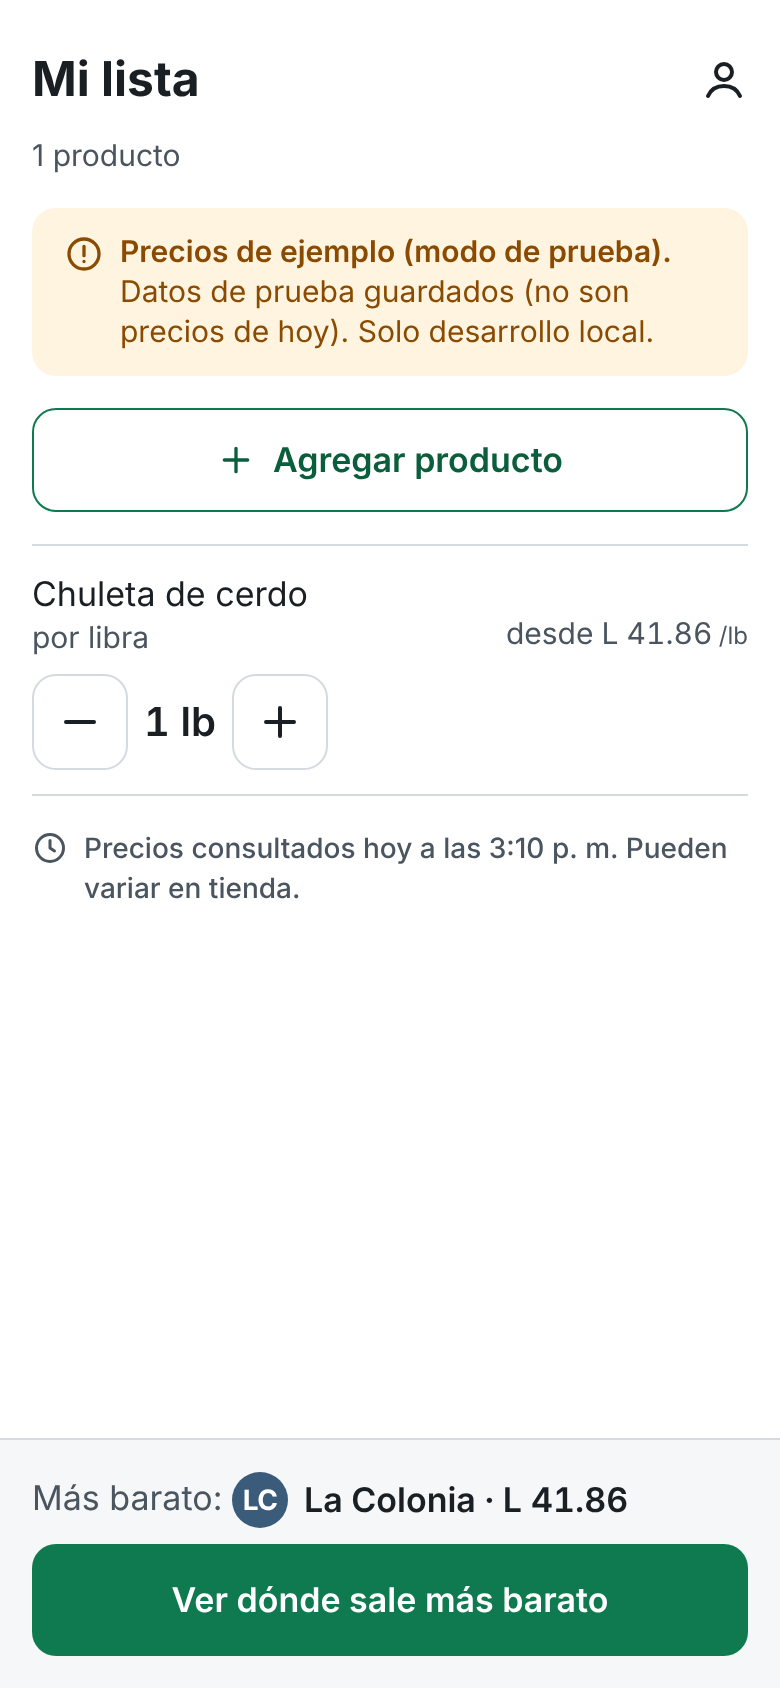 Mi lista
1 producto
Precios de ejemplo (modo de prueba).
Datos de prueba guardados (no son
precios de hoy). Solo desarrollo local.
Agregar producto
Chuleta de cerdo
por libra
desde L 41.86 /lb
1 lb
Precios consultados hoy a las 3:10 p. m. Pueden
variar en tienda.
Más barato: LC La Colonia · L 41.86
Ver dónde sale más barato